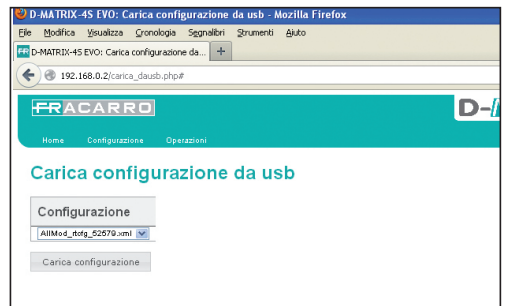 D-MATRIX-4S EVO: Carica configurazione da usb - Mozilla Firefox
File Modifica Visualizza Cronologia Segnalibri Strumenti Aiuto
FR D-MATRIX-4S EVO: Carica configurazione da... +
192.168.0.2/carica_dausb.php#
FRACARRO D-
Home Configurazione Operazioni
Carica configurazione da usb
Configurazione
Carica configurazione